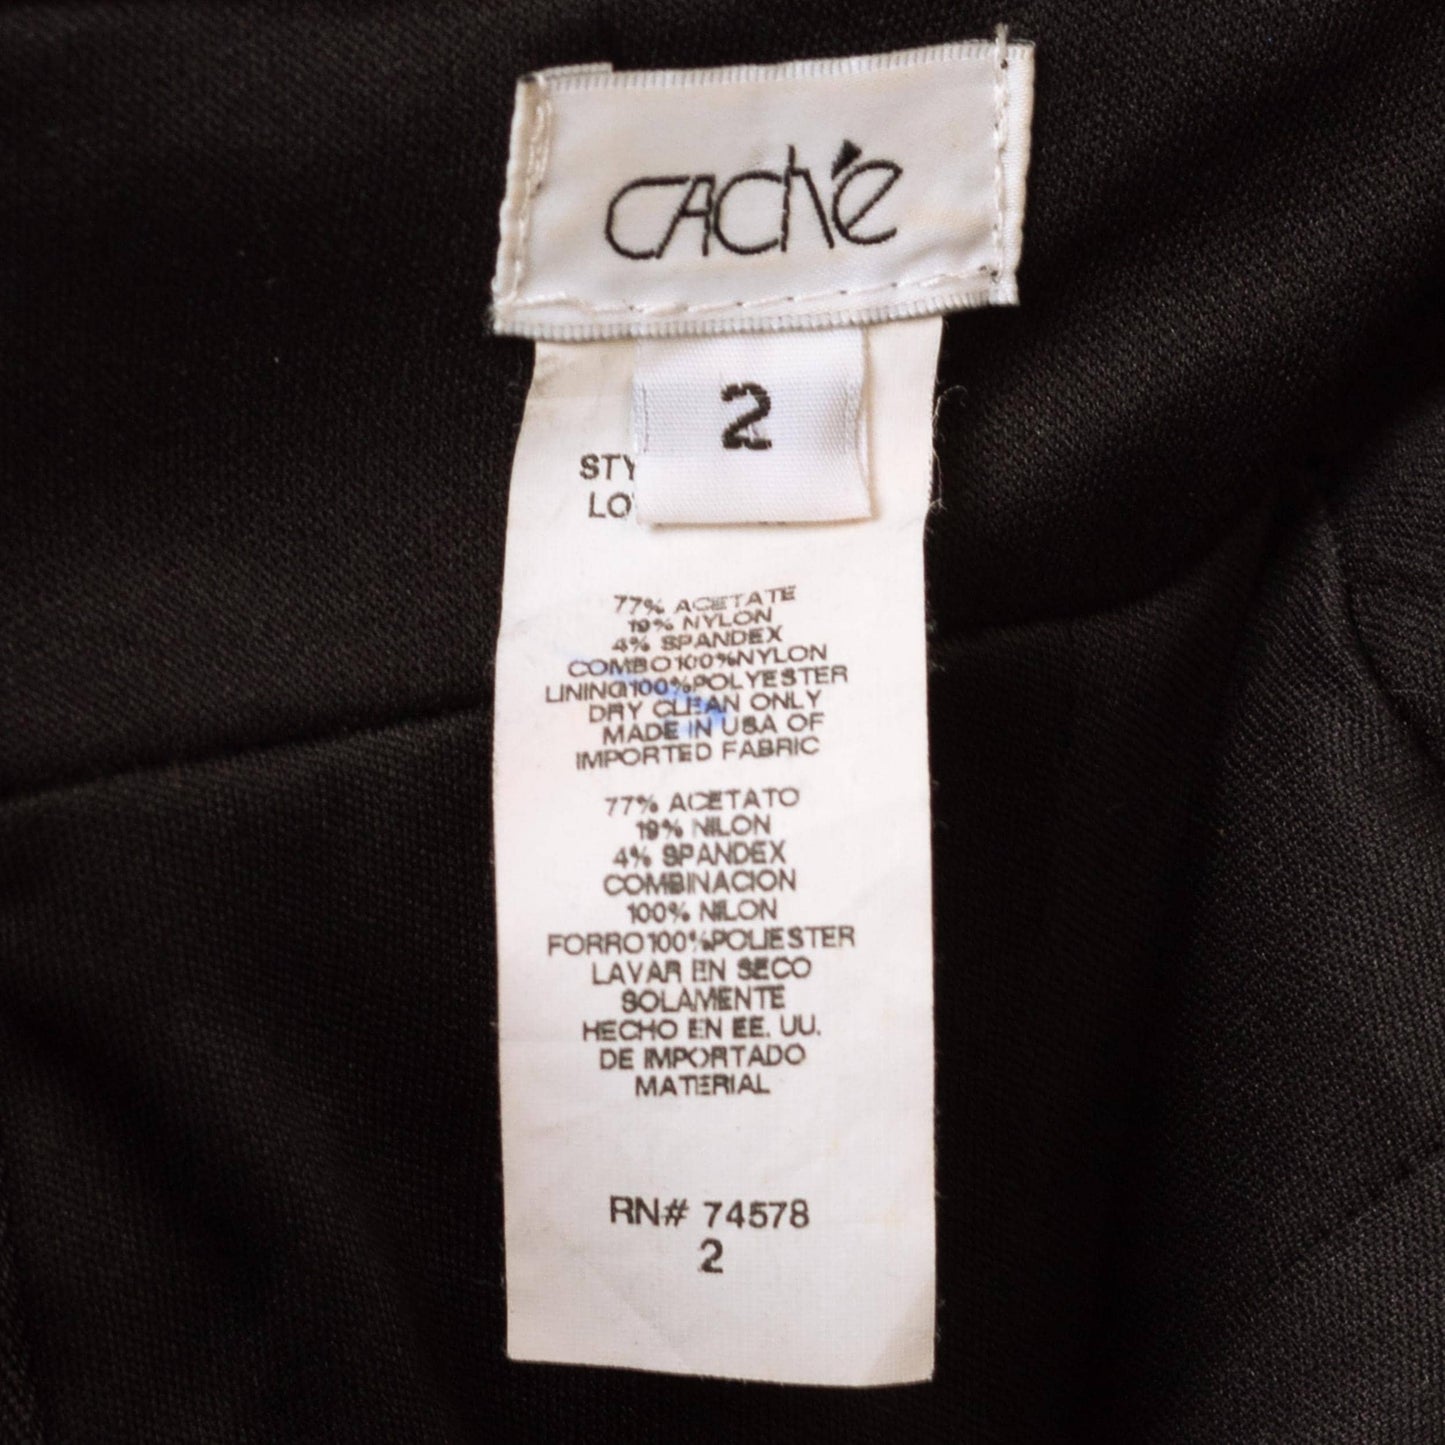 CACHÉ
2
77% ACETATE
19% NYLON
4% SPANDEX
COMBO100%NYLON
LINING100%POLYESTER
DRY CLEAN ONLY
MADE IN USA OF
IMPORTED FABRIC
77% ACETATO
19% NILON
4% SPANDEX
COMBINACION
100% NILON
FORRO100%POLIESTER
LAVAR EN SECO
SOLAMENTE
HECHO EN EE. UU.
DE IMPORTADO
MATERIAL
RN# 74578
2